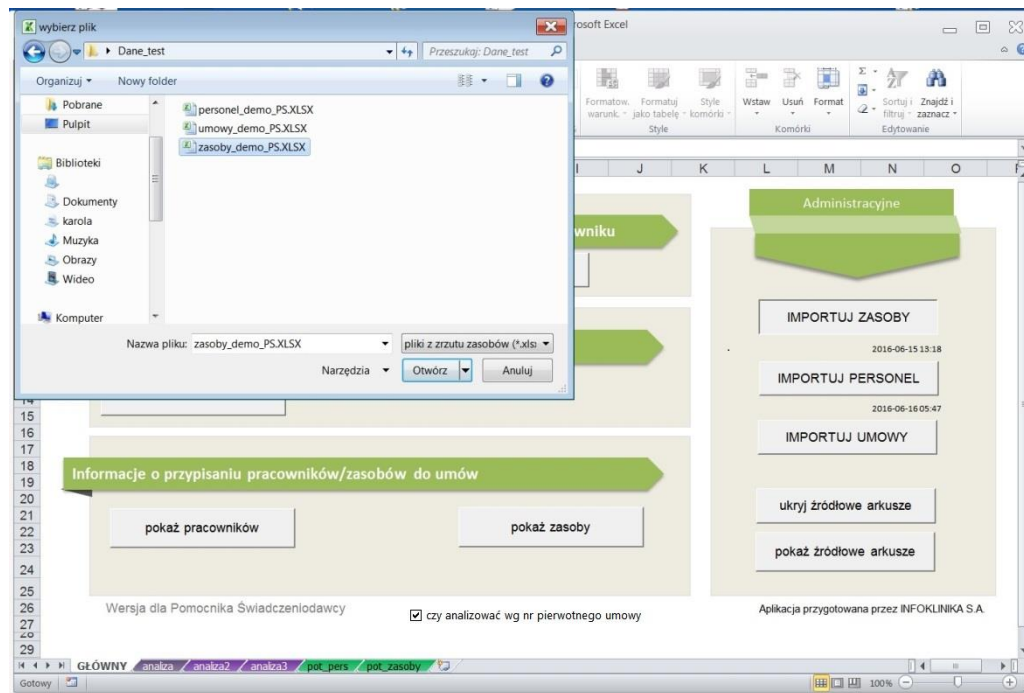 wybierz plik
rosoft Excel
Dane_test
Przeszukaj: Dane_test
Organizuj
Nowy folder
Pobrane
Pulpit
Biblioteki
Dokumenty
karola
Muzyka
Obrazy
Wideo
Komputer
personel_demo_PS.XLSX
umowy_demo_PS.XLSX
zasoby_demo_PS.XLSX
Nazwa pliku: zasoby_demo_PS.XLSX
pliki z zrzutu zasobów (*.xls
Narzędzia
Otwórz
Anuluj
Formatow. warunk.
Formatuj jako tabelę
Style komórki
Wstaw
Usuń
Format
Sortuj i filtruj
Znajdź i zaznacz
Style
Komórki
Edytowanie
J K L M N O
wniku
Administracyjne
IMPORTUJ ZASOBY
2016-06-15 13:18
IMPORTUJ PERSONEL
2016-06-16 05:47
IMPORTUJ UMOWY
15
16
17
18
19
20
21
22
23
24
25
26
27
29
Informacje o przypisaniu pracowników/zasobów do umów
pokaż pracowników
pokaż zasoby
ukryj źródłowe arkusze
pokaż źródłowe arkusze
Wersja dla Pomocnika Świadczeniodawcy
czy analizować wg nr pierwotnego umowy
Aplikacja przygotowana przez INFOKLINIKA S.A.
GŁÓWNY analiza analiza2 analiza3 pot_pers pot_zasoby
Gotowy
100%